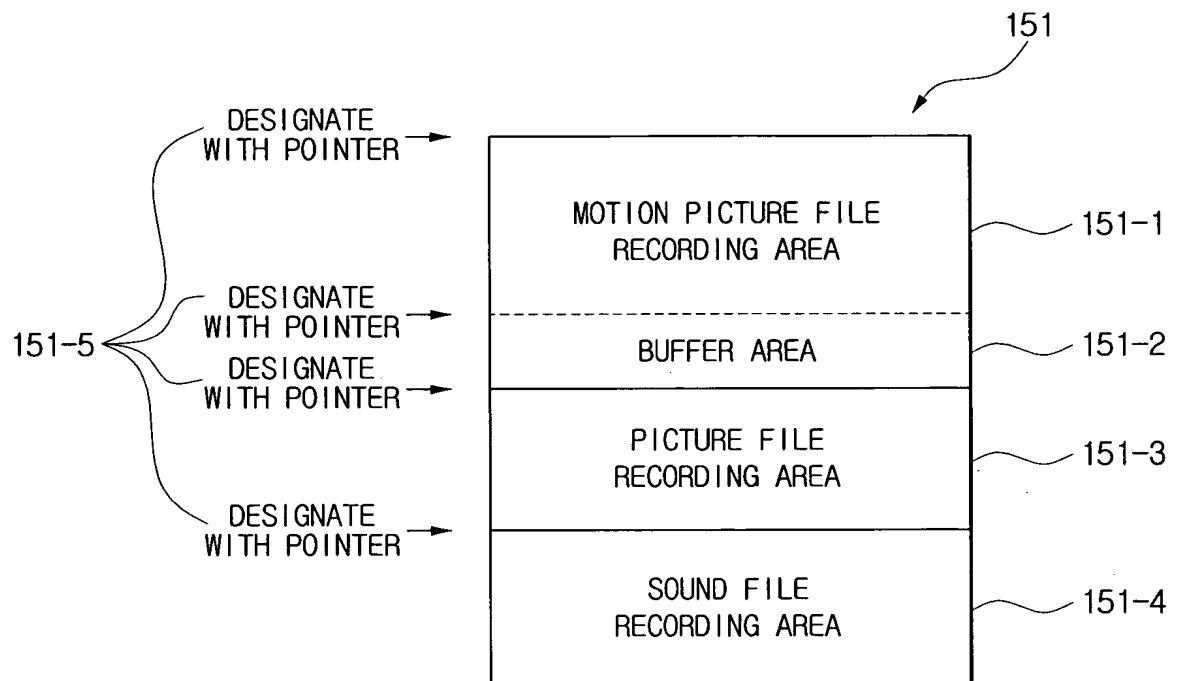 151
DESIGNATE
WITH POINTER
MOTION PICTURE FILE
RECORDING AREA
151-1
DESIGNATE
WITH POINTER
151-5
BUFFER AREA
151-2
DESIGNATE
WITH POINTER
PICTURE FILE
RECORDING AREA
151-3
DESIGNATE
WITH POINTER
SOUND FILE
RECORDING AREA
151-4